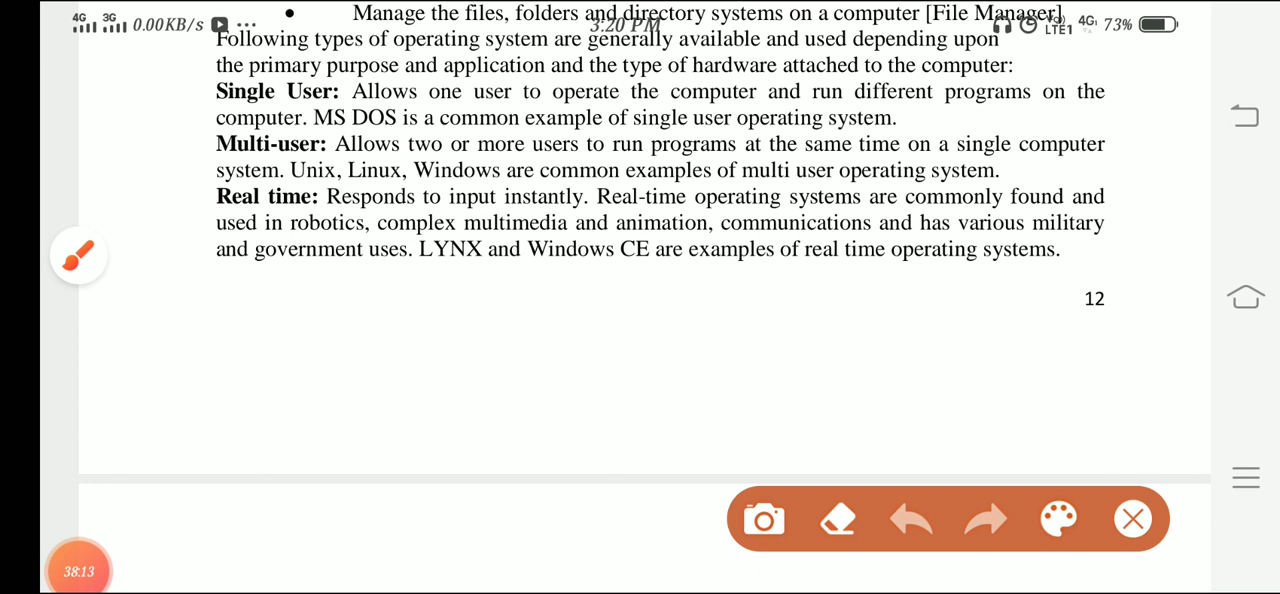 4G 3G 0.00KB/s ...
3:20 PM
LTE1 4G 73%
• Manage the files, folders and directory systems on a computer [File Manager]
Following types of operating system are generally available and used depending upon
the primary purpose and application and the type of hardware attached to the computer:
Single User: Allows one user to operate the computer and run different programs on the
computer. MS DOS is a common example of single user operating system.
Multi-user: Allows two or more users to run programs at the same time on a single computer
system. Unix, Linux, Windows are common examples of multi user operating system.
Real time: Responds to input instantly. Real-time operating systems are commonly found and
used in robotics, complex multimedia and animation, communications and has various military
and government uses. LYNX and Windows CE are examples of real time operating systems.
12
38:13